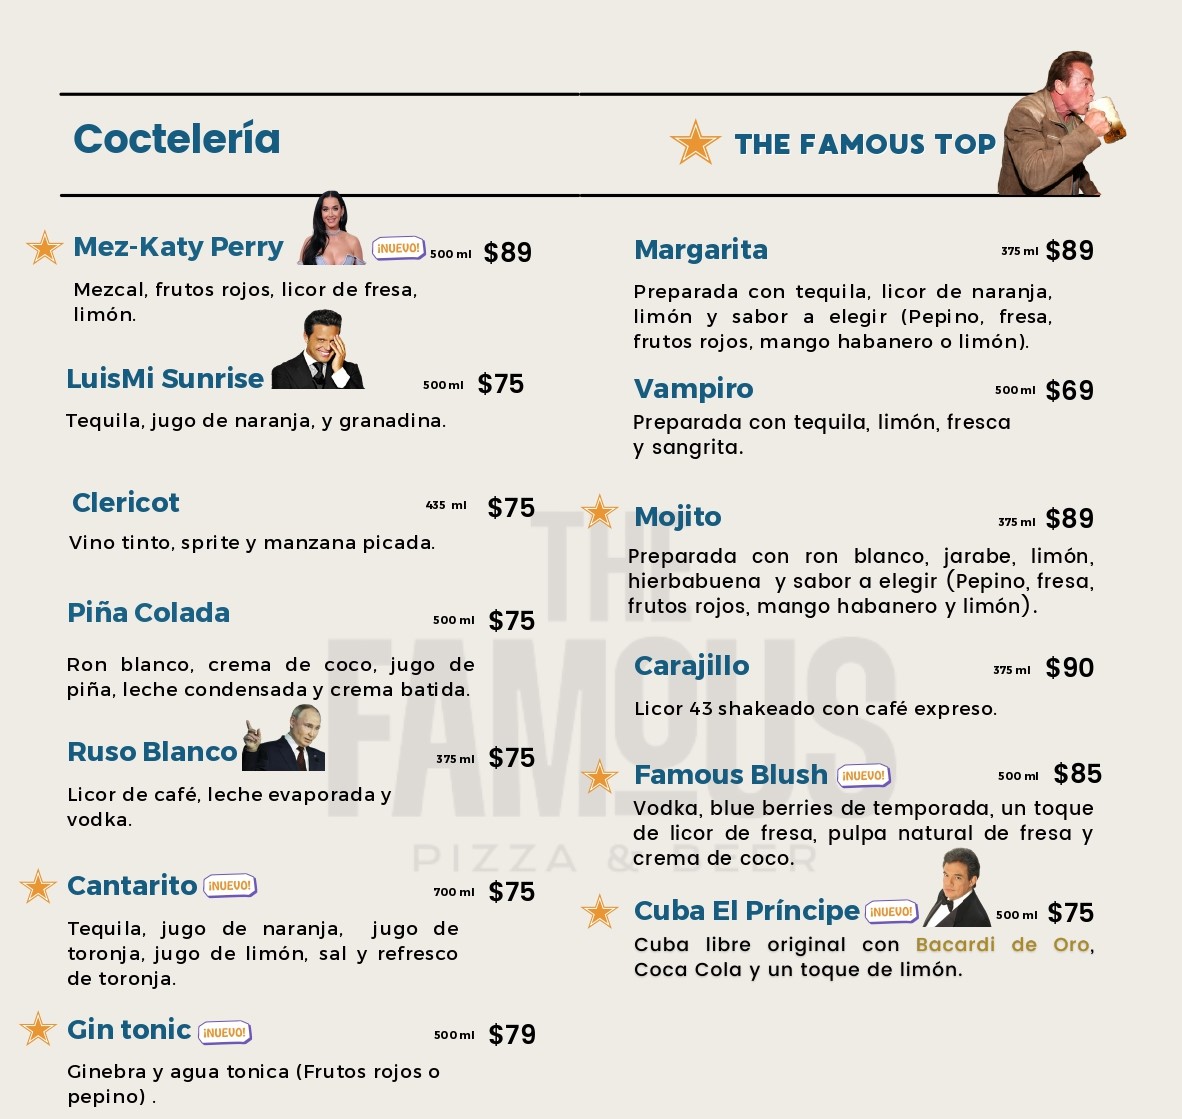 Coctelería
THE FAMOUS TOP
Mez-Katy Perry ¡NUEVO! 500 ml $89
Mezcal, frutos rojos, licor de fresa,
limón.
LuisMi Sunrise 500 ml $75
Tequila, jugo de naranja, y granadina.
Clericot 435 ml $75
Vino tinto, sprite y manzana picada.
Piña Colada 500 ml $75
Ron blanco, crema de coco, jugo de
piña, leche condensada y crema batida.
Ruso Blanco 375 ml $75
Licor de café, leche evaporada y
vodka.
Cantarito ¡NUEVO! 700 ml $75
Tequila, jugo de naranja, jugo de
toronja, jugo de limón, sal y refresco
de toronja.
Gin tonic ¡NUEVO! 500 ml $79
Ginebra y agua tonica (Frutos rojos o
pepino) .
Margarita 375 ml $89
Preparada con tequila, licor de naranja,
limón y sabor a elegir (Pepino, fresa,
frutos rojos, mango habanero o limón).
Vampiro 500 ml $69
Preparada con tequila, limón, fresca
y sangrita.
Mojito 375 ml $89
Preparada con ron blanco, jarabe, limón,
hierbabuena y sabor a elegir (Pepino, fresa,
frutos rojos, mango habanero y limón).
Carajillo 375 ml $90
Licor 43 shakeado con café expreso.
Famous Blush ¡NUEVO! 500 ml $85
Vodka, blue berries de temporada, un toque
de licor de fresa, pulpa natural de fresa y
crema de coco.
Cuba El Príncipe ¡NUEVO! 500 ml $75
Cuba libre original con Bacardi de Oro,
Coca Cola y un toque de limón.
THE
FAMOUS
PIZZA & BEER